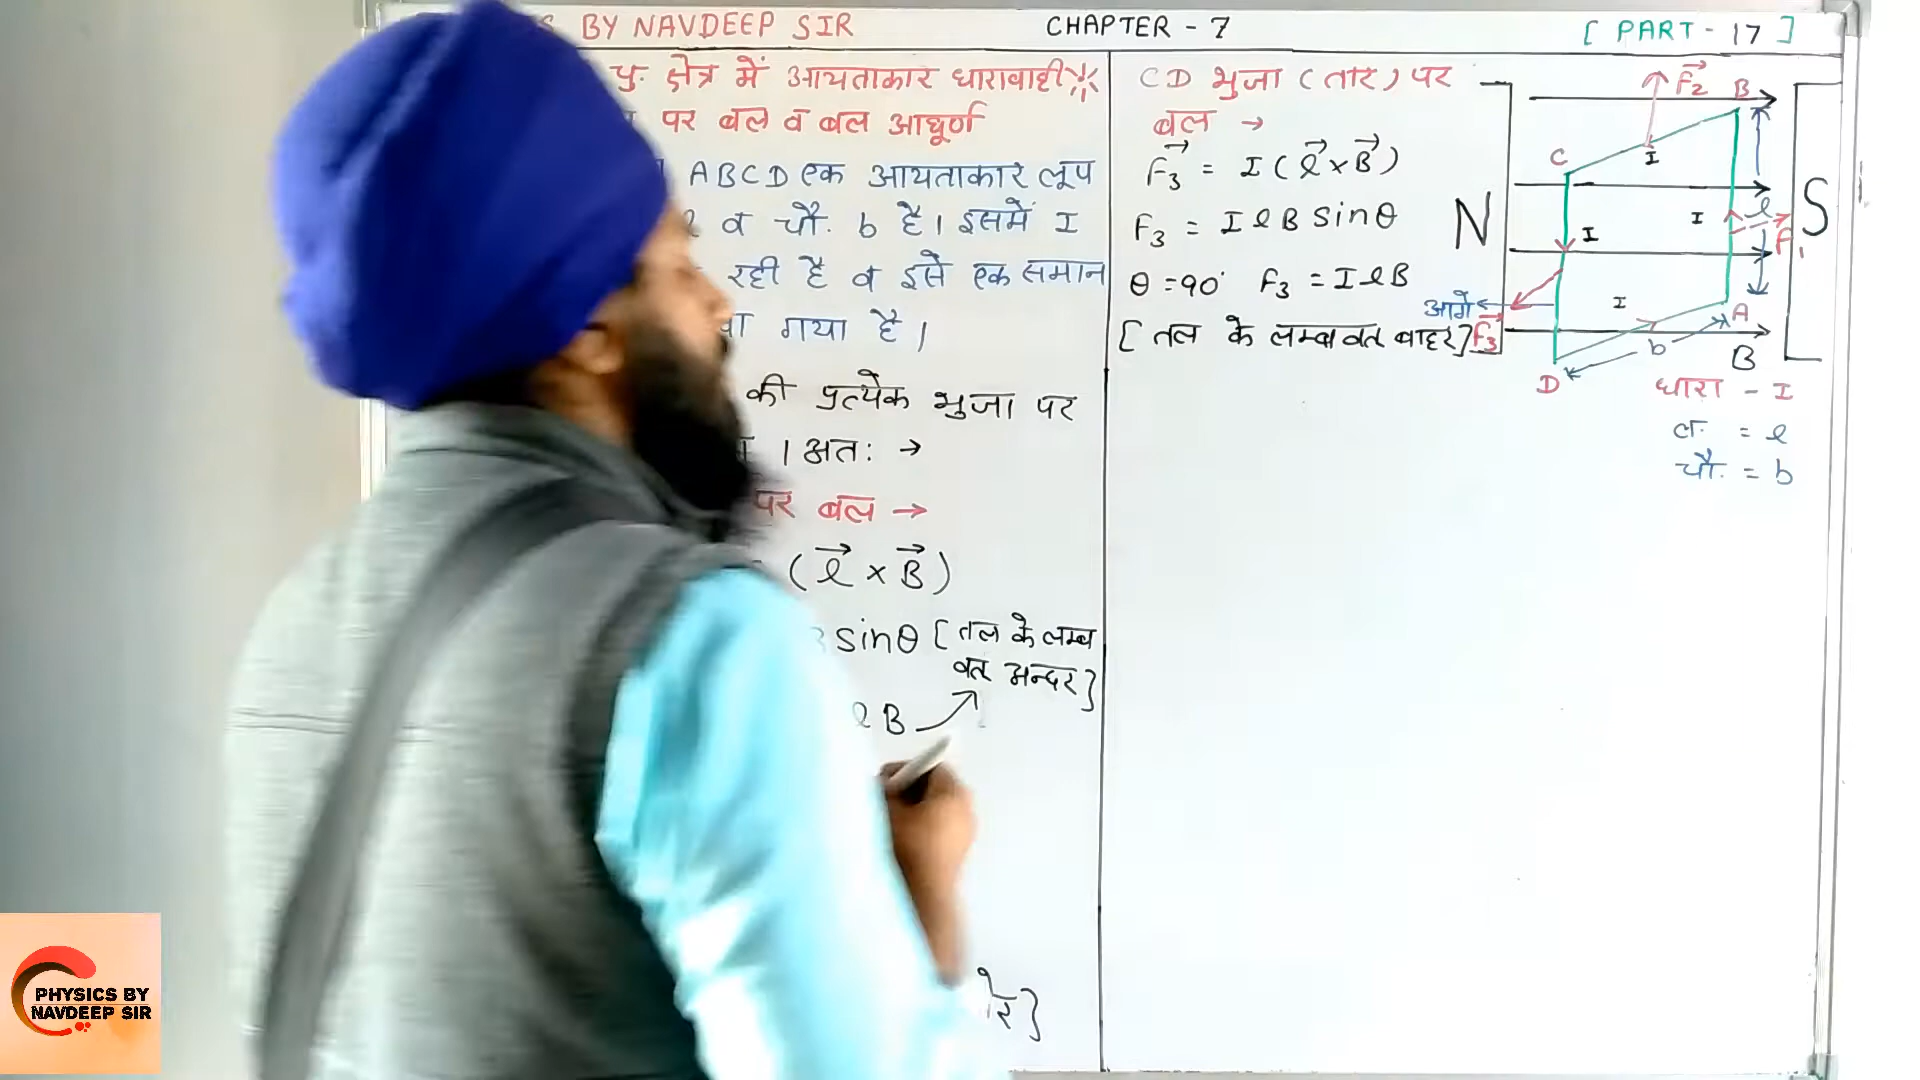 BY NAVDEEP SIR
CHAPTER - 7
[ PART - 17 ]
चु. क्षेत्र में आयताकार धारावाही
पर बल व बल आघूर्ण
ABCD एक आयताकार लूप
व चौ. b है। इसमें I
रही है व इसे एक समान
गया है।
की प्रत्येक भुजा पर
। अतः →
पर बल →
(l⃗ × B⃗)
sinθ [ तल के लम्ब
वत् अन्दर ]
l B
]
CD भुजा (तार) पर
बल →
F₃⃗ = I ( l⃗ × B⃗ )
F₃ = I l B sinθ
θ = 90° F₃ = I l B
[ तल के लम्बवत् बाहर ]
N
S
F₂⃗
B
C
I
I
I
l
F₁
आगे
F₃⃗
I
A
b
B
D
धारा - I
ल. = l
चौ. = b
PHYSICS BY
NAVDEEP SIR